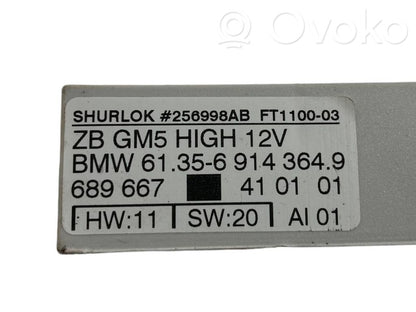 Ovoko
SHURLOK #256998AB FT1100-03
ZB GM5 HIGH 12V
BMW 61.35-6 914 364.9
689 667 41 01 01
HW:11 SW:20 AI 01